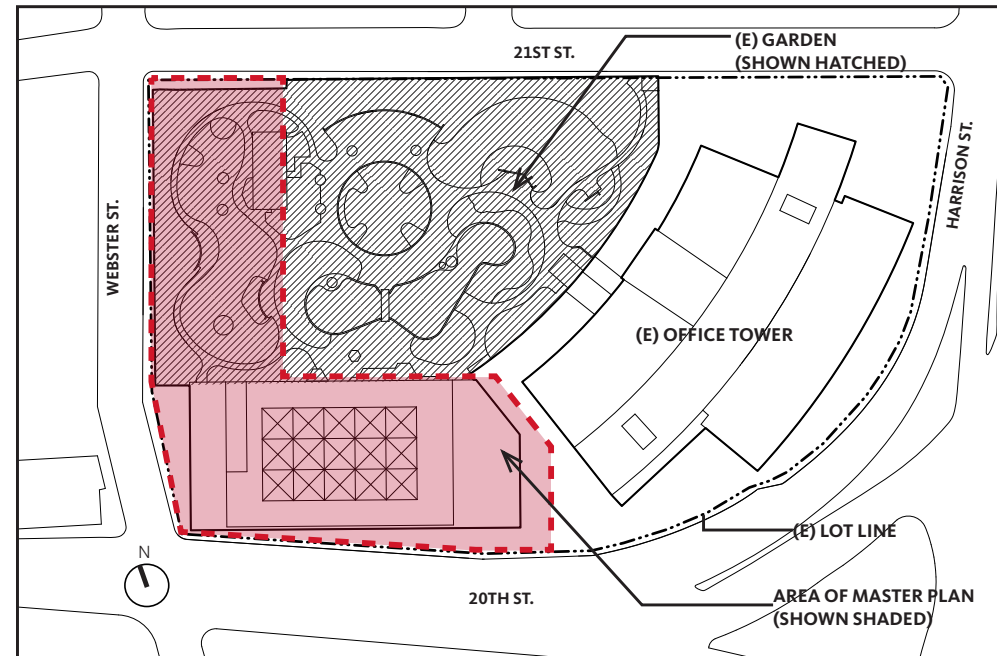 21ST ST.
(E) GARDEN
(SHOWN HATCHED)
WEBSTER ST.
HARRISON ST.
(E) OFFICE TOWER
(E) LOT LINE
N
20TH ST.
AREA OF MASTER PLAN
(SHOWN SHADED)